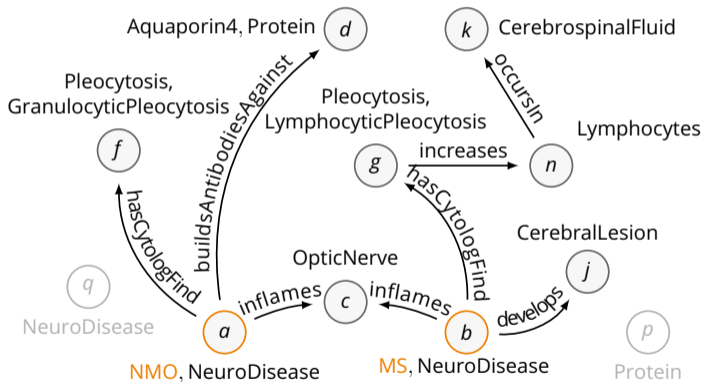 Aquaporin4, Protein
d
k
CerebrospinalFluid
Pleocytosis,
GranulocyticPleocytosis
f
buildsAntibodiesAgainst
Pleocytosis,
LymphocyticPleocytosis
g
increases
occursIn
Lymphocytes
n
hasCytologFind
hasCytologFind
q
NeuroDisease
OpticNerve
inflames
c
inflames
CerebralLesion
j
develops
a
NMO, NeuroDisease
b
MS, NeuroDisease
p
Protein